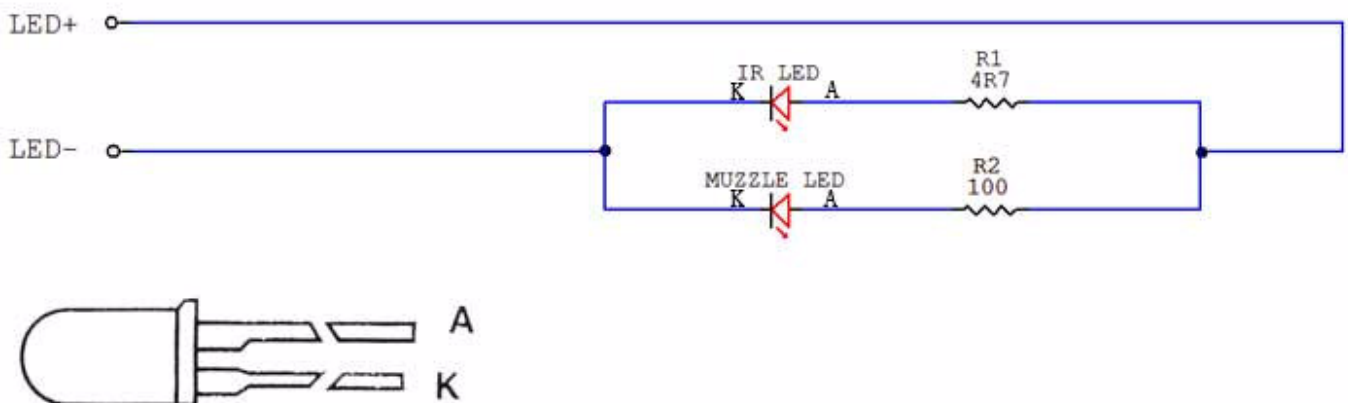 LED+
IR LED
R1
4R7
K
A
LED-
MUZZLE LED
R2
100
K
A
A
K